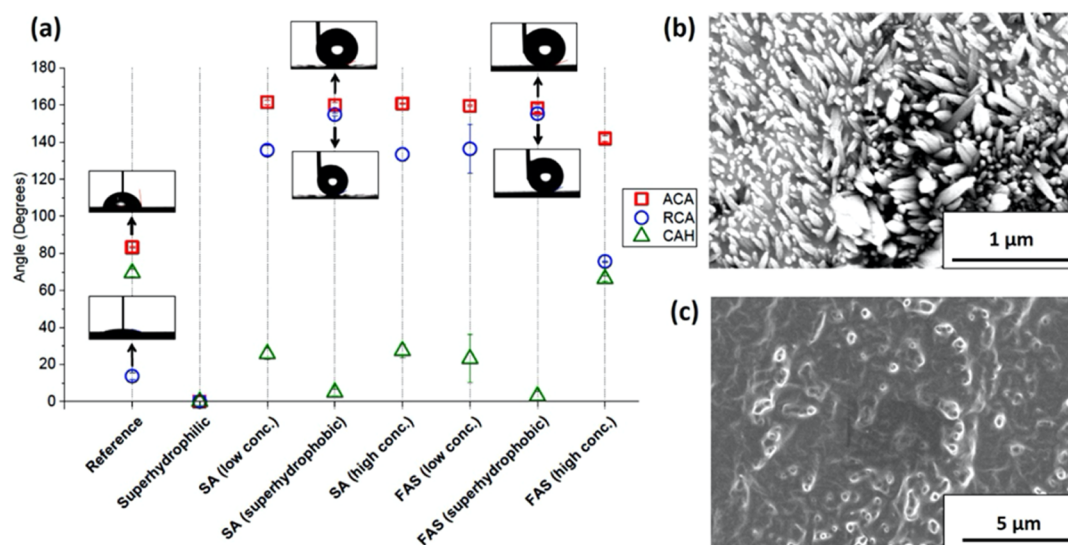 (a)
180
160
140
120
100
80
60
40
20
0
Angle (Degrees)
Reference
Superhydrophilic
SA (low conc.)
SA (superhydrophobic)
SA (high conc.)
FAS (low conc.)
FAS (superhydrophobic)
FAS (high conc.)
ACA
RCA
CAH
(b)
1 µm
(c)
5 µm